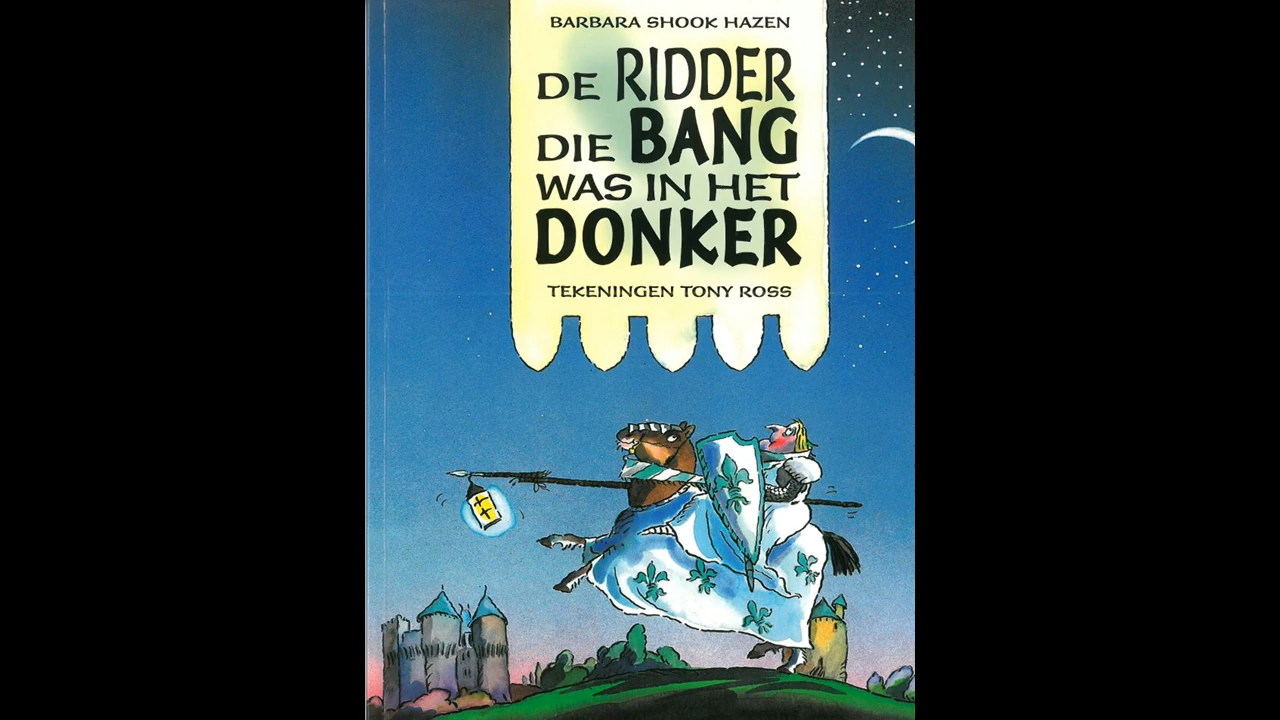 BARBARA SHOOK HAZEN
DE RIDDER
DIE BANG
WAS IN HET
DONKER
TEKENINGEN TONY ROSS